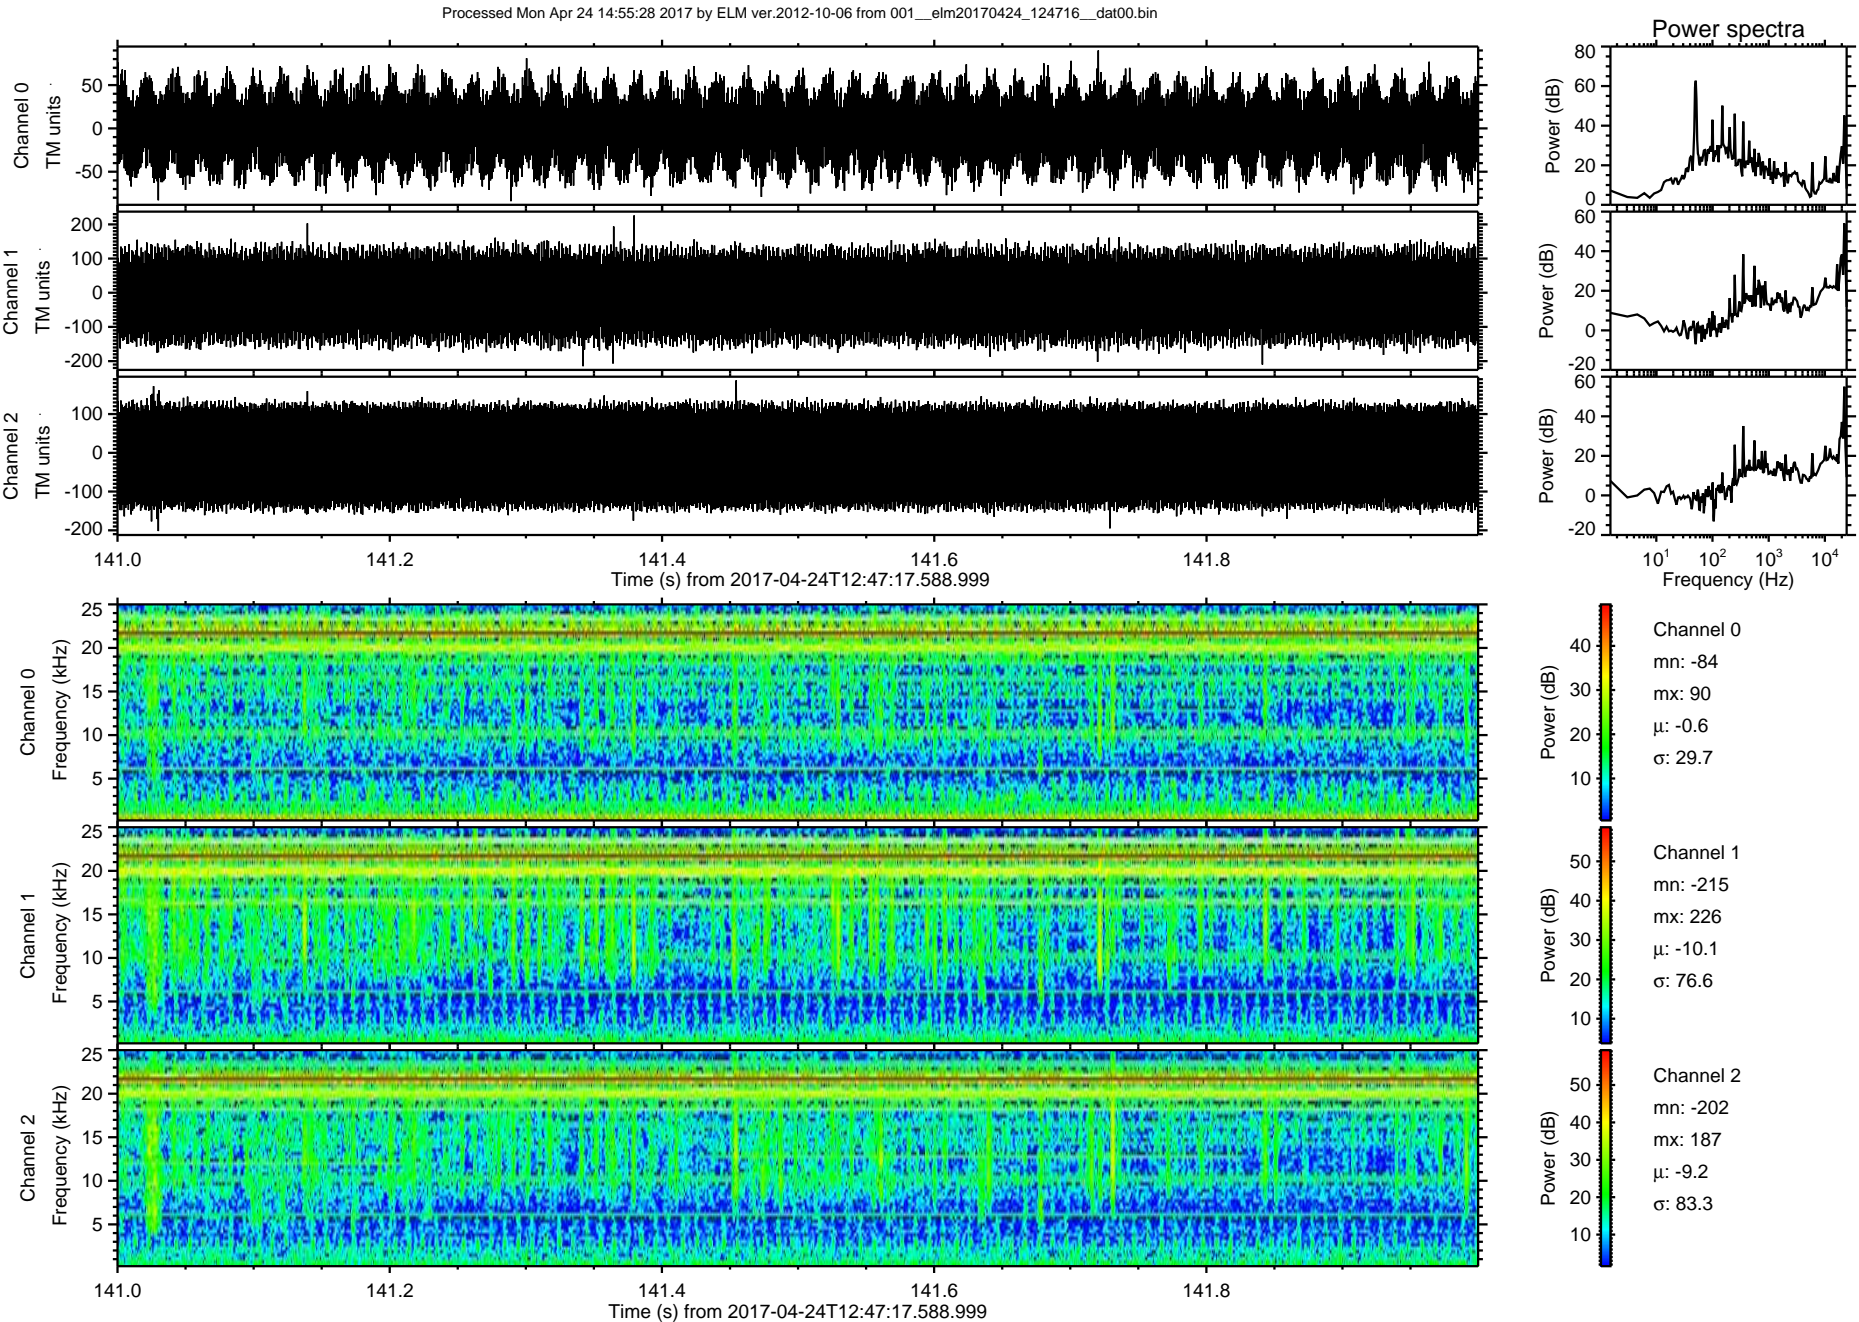 Processed Mon Apr 24 14:55:28 2017 by ELM ver.2012-10-06 from 001__elm20170424_124716__dat00.bin
Power spectra
Channel 0
TM units
50
0
-50
Power (dB)
80
60
40
20
0
Channel 1
TM units
200
100
0
-100
-200
Power (dB)
60
40
20
0
-20
Channel 2
TM units
100
0
-100
-200
Power (dB)
60
40
20
0
-20
141.0 141.2 141.4 141.6 141.8
Time (s) from 2017-04-24T12:47:17.588.999
10^1 10^2 10^3 10^4
Frequency (Hz)
Channel 0
Frequency (kHz)
25
20
15
10
5
Power (dB)
40
30
20
10
Channel 0
mn: -84
mx: 90
µ: -0.6
σ: 29.7
Channel 1
Frequency (kHz)
25
20
15
10
5
Power (dB)
50
40
30
20
10
Channel 1
mn: -215
mx: 226
µ: -10.1
σ: 76.6
Channel 2
Frequency (kHz)
25
20
15
10
5
Power (dB)
50
40
30
20
10
Channel 2
mn: -202
mx: 187
µ: -9.2
σ: 83.3
141.0 141.2 141.4 141.6 141.8
Time (s) from 2017-04-24T12:47:17.588.999